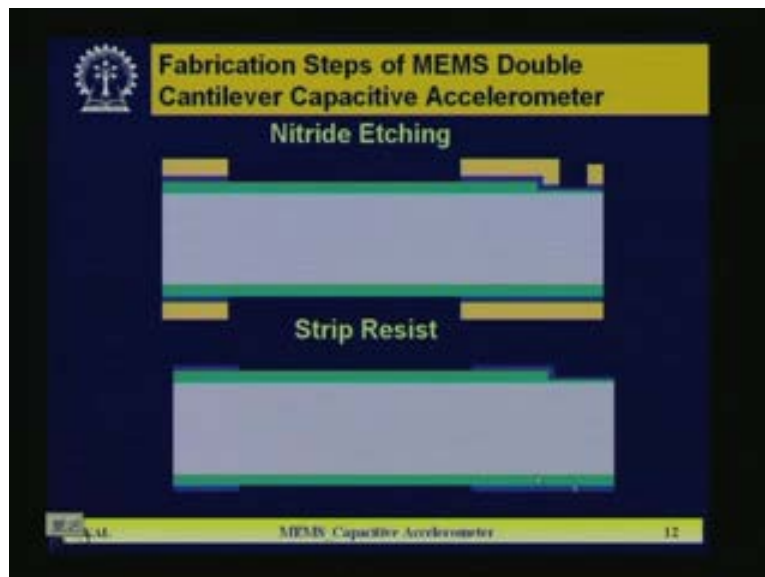 Fabrication Steps of MEMS Double
Cantilever Capacitive Accelerometer
Nitride Etching
Strip Resist
MEMS Capacitive Accelerometer
12